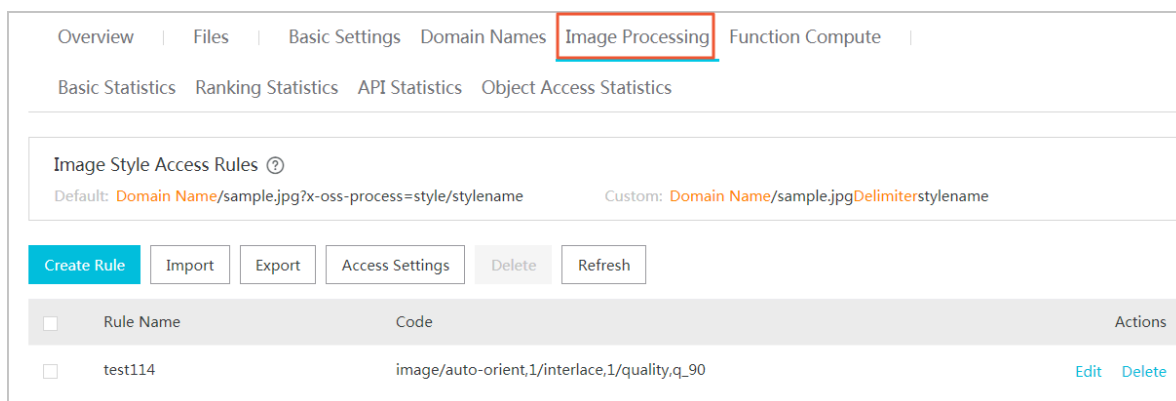 Overview | Files | Basic Settings Domain Names Image Processing Function Compute |
Basic Statistics Ranking Statistics API Statistics Object Access Statistics
Image Style Access Rules ?
Default: Domain Name/sample.jpg?x-oss-process=style/stylename Custom: Domain Name/sample.jpgDelimiterstylename
Create Rule Import Export Access Settings Delete Refresh
Rule Name Code Actions
test114 image/auto-orient,1/interlace,1/quality,q_90 Edit Delete